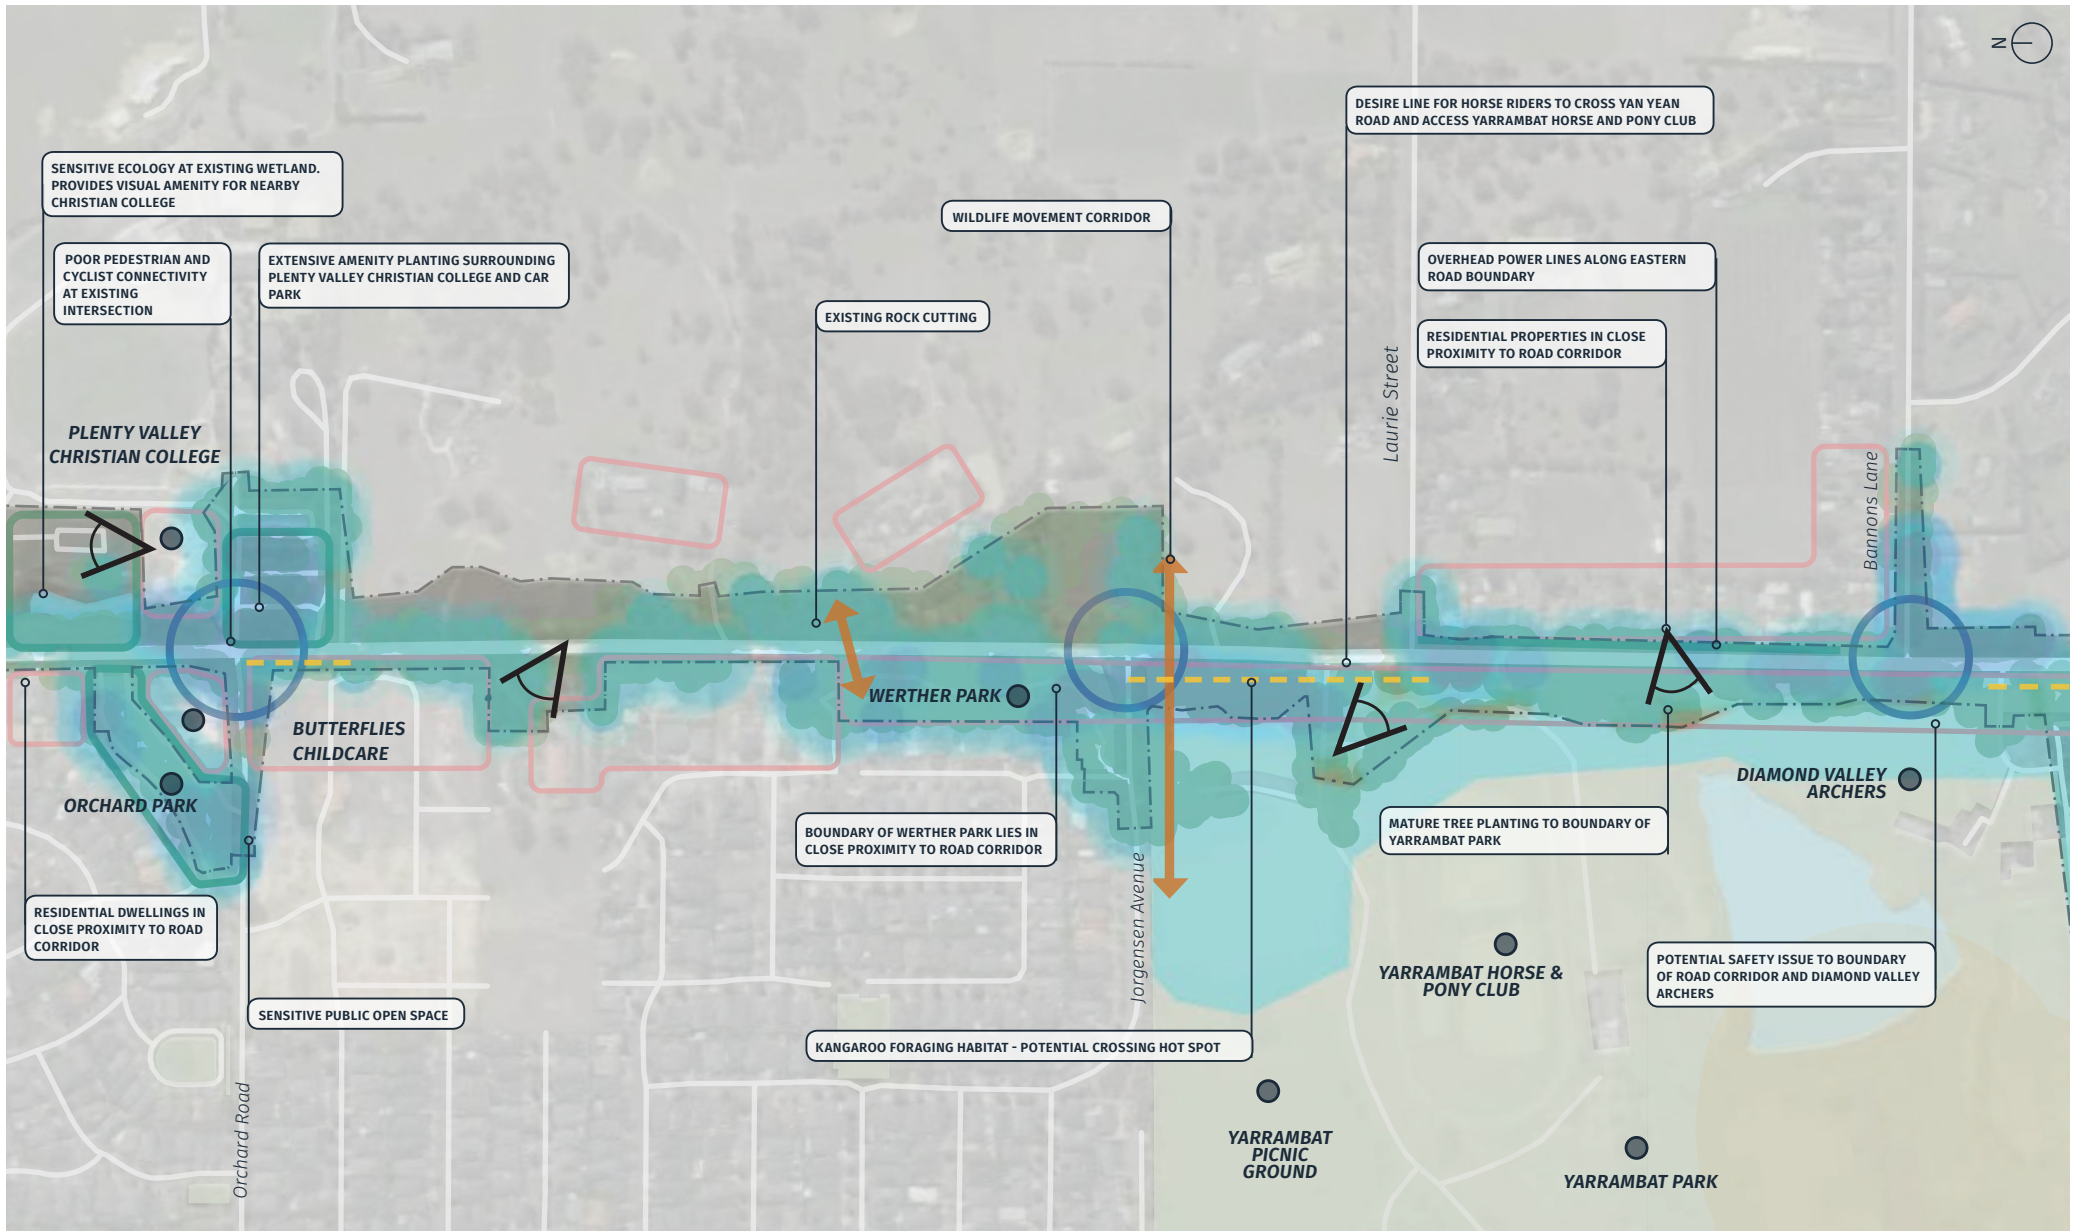 N
DESIRE LINE FOR HORSE RIDERS TO CROSS YAN YEAN
ROAD AND ACCESS YARRAMBAT HORSE AND PONY CLUB
SENSITIVE ECOLOGY AT EXISTING WETLAND.
PROVIDES VISUAL AMENITY FOR NEARBY
CHRISTIAN COLLEGE
WILDLIFE MOVEMENT CORRIDOR
POOR PEDESTRIAN AND
CYCLIST CONNECTIVITY
AT EXISTING
INTERSECTION
EXTENSIVE AMENITY PLANTING SURROUNDING
PLENTY VALLEY CHRISTIAN COLLEGE AND CAR
PARK
OVERHEAD POWER LINES ALONG EASTERN
ROAD BOUNDARY
EXISTING ROCK CUTTING
RESIDENTIAL PROPERTIES IN CLOSE
PROXIMITY TO ROAD CORRIDOR
Laurie Street
PLENTY VALLEY
CHRISTIAN COLLEGE
Bannons Lane
WERTHER PARK
BUTTERFLIES
CHILDCARE
ORCHARD PARK
DIAMOND VALLEY
ARCHERS
BOUNDARY OF WERTHER PARK LIES IN
CLOSE PROXIMITY TO ROAD CORRIDOR
MATURE TREE PLANTING TO BOUNDARY OF
YARRAMBAT PARK
Jorgensen Avenue
RESIDENTIAL DWELLINGS IN
CLOSE PROXIMITY TO ROAD
CORRIDOR
YARRAMBAT HORSE &
PONY CLUB
POTENTIAL SAFETY ISSUE TO BOUNDARY
OF ROAD CORRIDOR AND DIAMOND VALLEY
ARCHERS
SENSITIVE PUBLIC OPEN SPACE
KANGAROO FORAGING HABITAT - POTENTIAL CROSSING HOT SPOT
Orchard Road
YARRAMBAT
PICNIC
GROUND
YARRAMBAT PARK